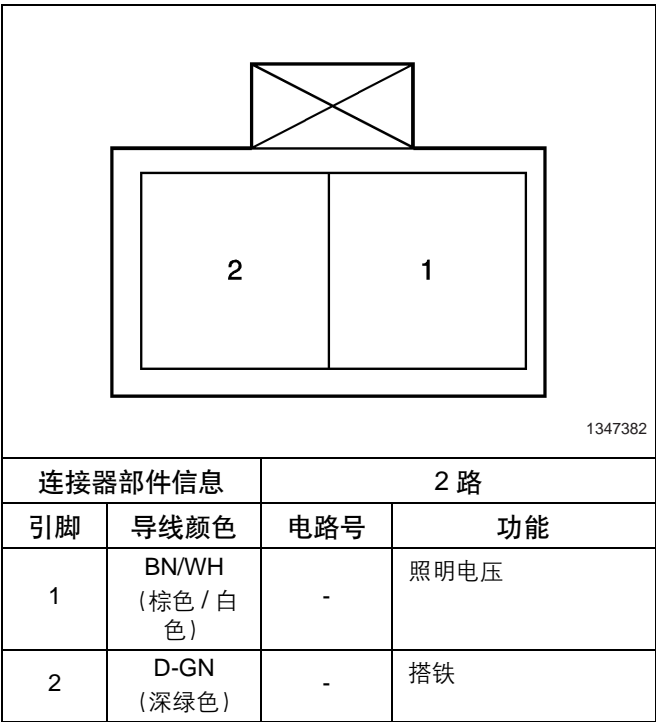 2
1
1347382
连接器部件信息
2 路
引脚
导线颜色
电路号
功能
1
BN/WH
（棕色 / 白
色）
-
照明电压
2
D-GN
（深绿色）
-
搭铁